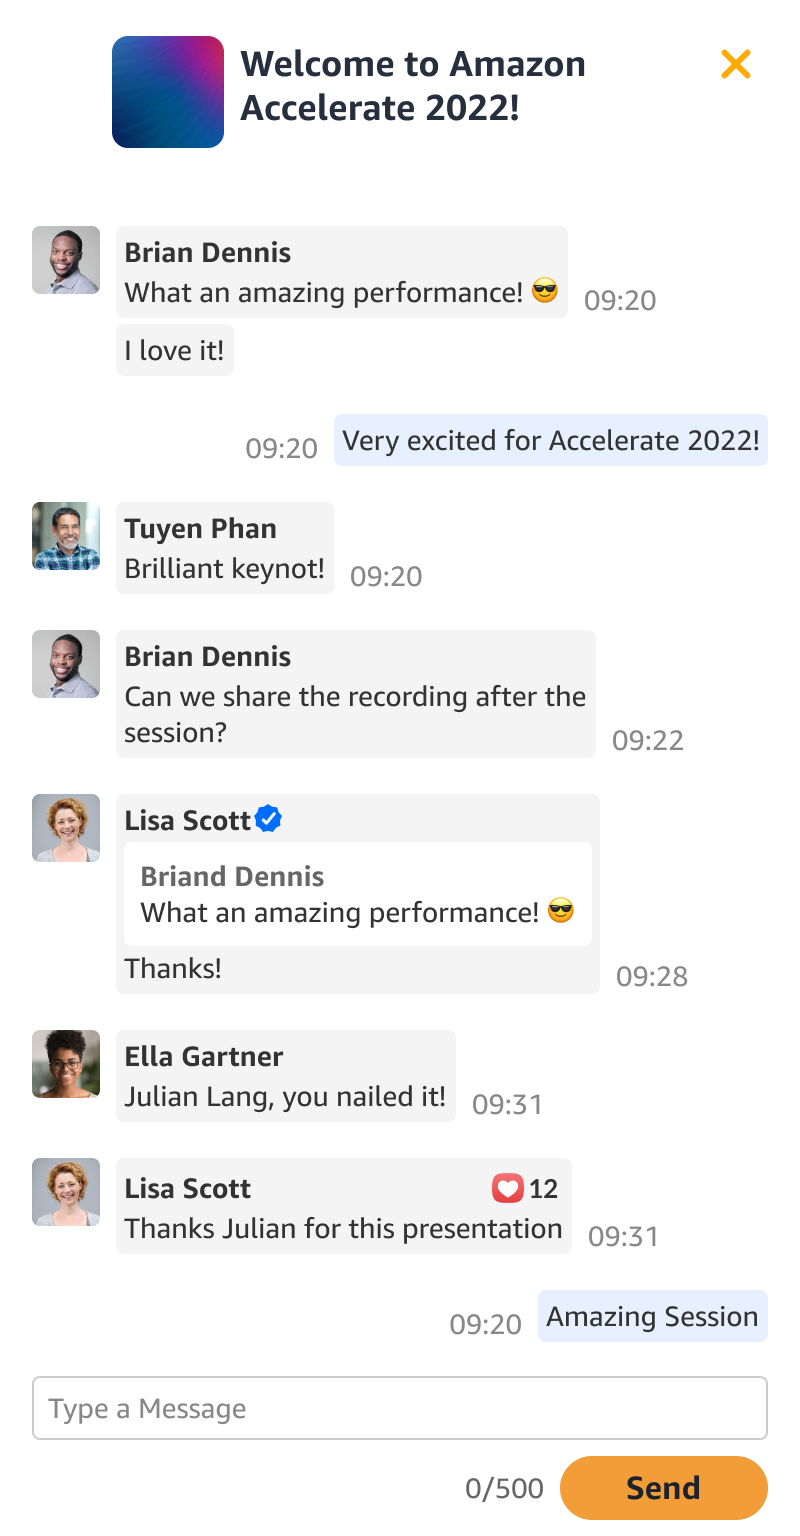 Welcome to Amazon
Accelerate 2022!
Brian Dennis
What an amazing performance! 😎
09:20
I love it!
09:20
Very excited for Accelerate 2022!
Tuyen Phan
Brilliant keynot!
09:20
Brian Dennis
Can we share the recording after the
session?
09:22
Lisa Scott
Briand Dennis
What an amazing performance! 😎
Thanks!
09:28
Ella Gartner
Julian Lang, you nailed it!
09:31
Lisa Scott
12
Thanks Julian for this presentation
09:31
09:20
Amazing Session
Type a Message
0/500
Send